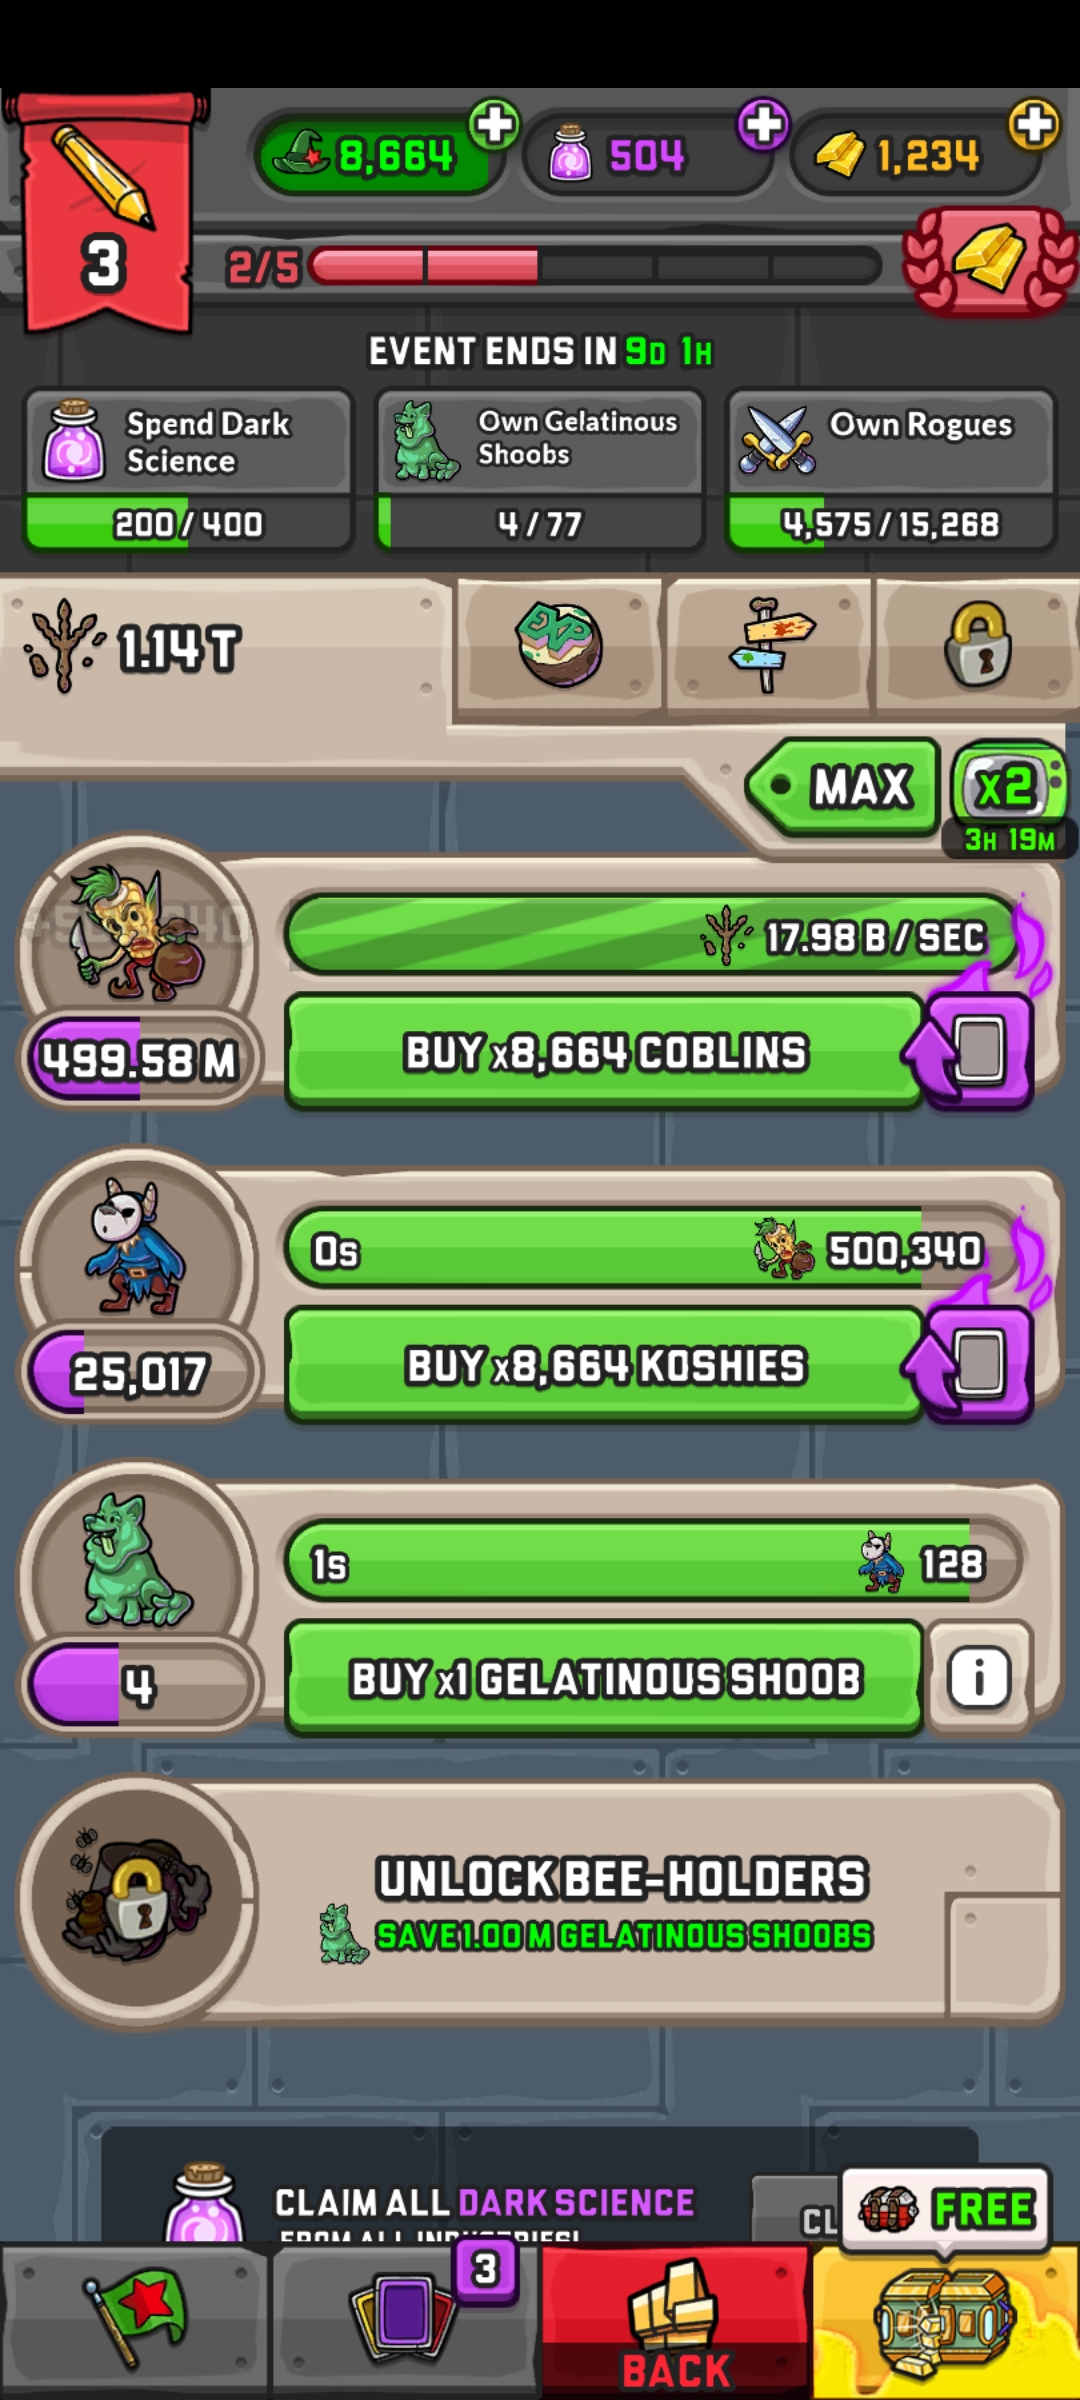 8,664
504
1,234
3
2/5
EVENT ENDS IN 9D 1H
Spend Dark
Science
200/400
Own Gelatinous
Shoobs
4/77
Own Rogues
4,575/15,268
1.14 T
EXP
MAX
x2
3H 19M
17.98 B/SEC
499.58 M
BUY x8,664 COBLINS
0s
500,340
25,017
BUY x8,664 KOSHIES
1s
128
4
BUY x1 GELATINOUS SHOOB
i
UNLOCK BEE-HOLDERS
SAVE 1.00 M GELATINOUS SHOOBS
CLAIM ALL DARK SCIENCE
FROM ALL INDUSTRIES!
CL
FREE
3
BACK